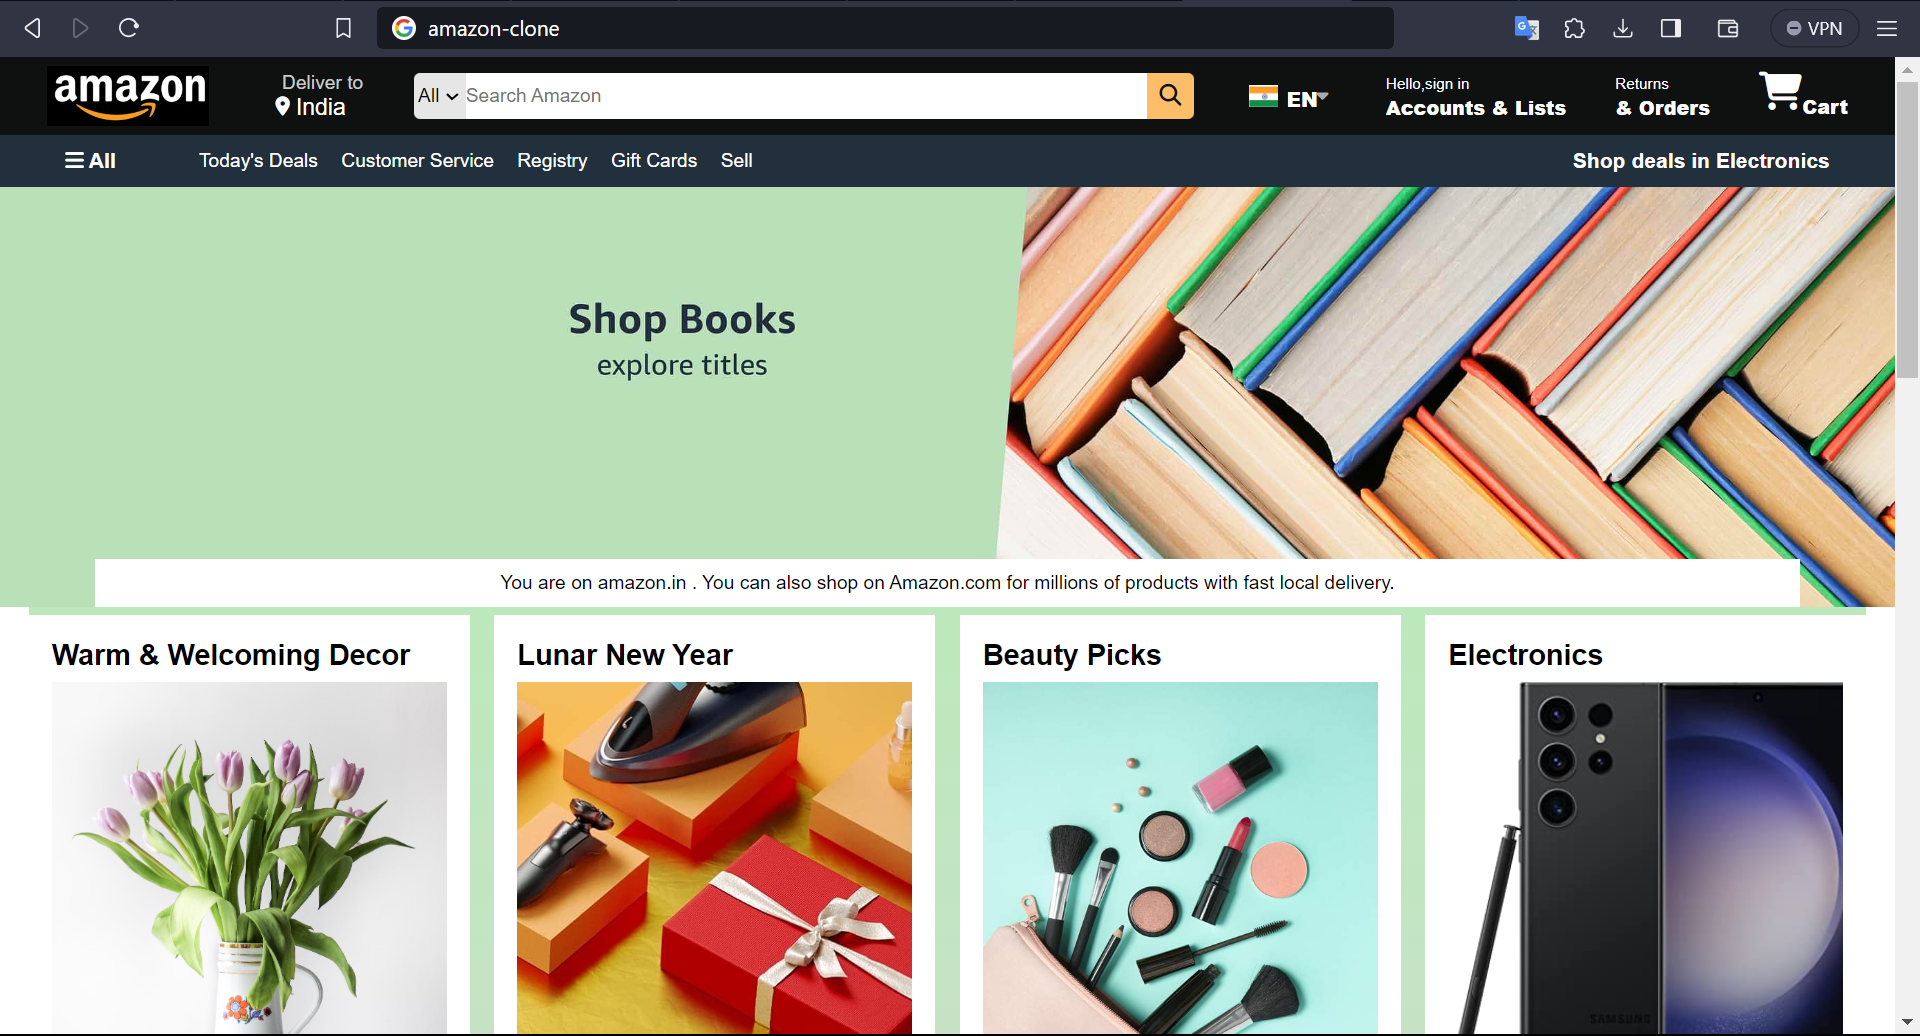 amazon-clone
VPN
amazon
Deliver to
India
All
Search Amazon
EN
Hello,sign in
Accounts & Lists
Returns
& Orders
Cart
All
Today's Deals
Customer Service
Registry
Gift Cards
Sell
Shop deals in Electronics
Shop Books
explore titles
You are on amazon.in . You can also shop on Amazon.com for millions of products with fast local delivery.
Warm & Welcoming Decor
Lunar New Year
Beauty Picks
Electronics
SAMSUNG